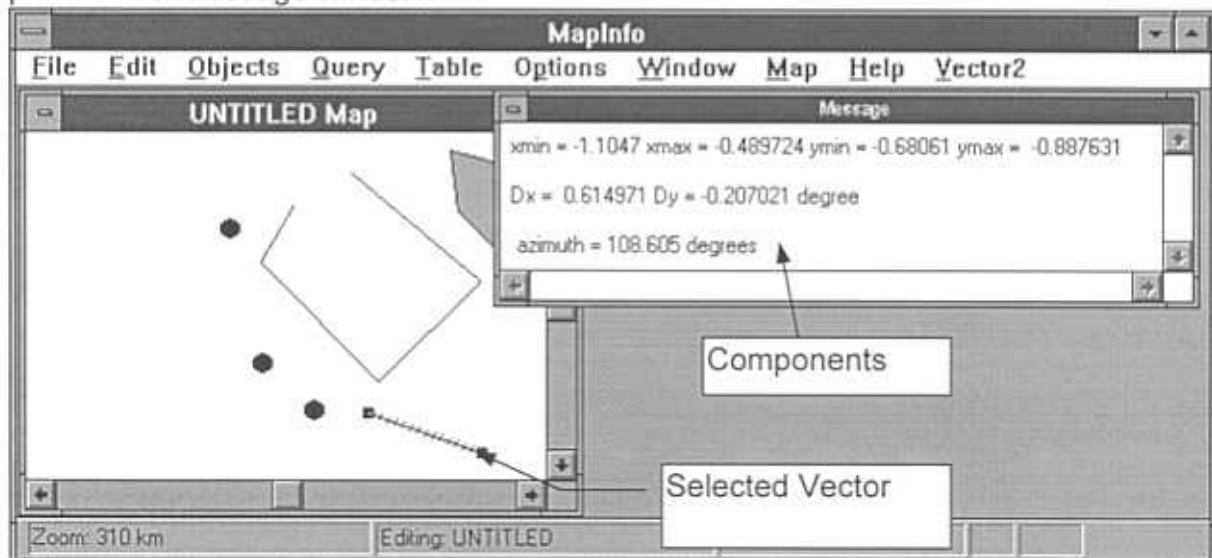 MapInfo
File Edit Objects Query Table Options Window Map Help Vector2
UNTITLED Map
Message
xmin = -1.1047 xmax = -0.489724 ymin = -0.68061 ymax = -0.887631
Dx = 0.614971 Dy = -0.207021 degree
azimuth = 108.605 degrees
Components
Selected Vector
Zoom: 310 km
Editing: UNTITLED